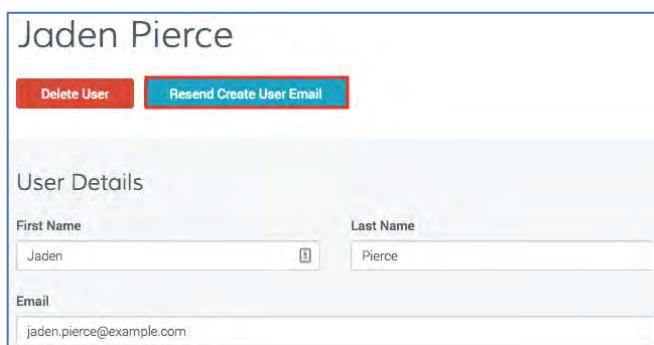 Jaden Pierce
Delete User Resend Create User Email
User Details
First Name Last Name
Jaden Pierce
Email
jaden.pierce@example.com